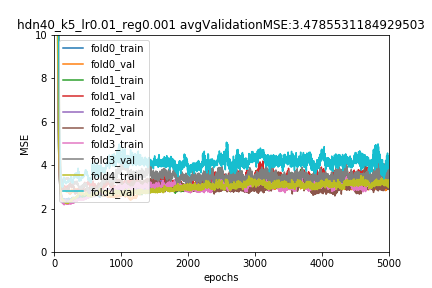 hdn40_k5_lr0.01_reg0.001 avgValidationMSE:3.4785531184929503
10
8
6
4
2
0
MSE
fold0_train
fold0_val
fold1_train
fold1_val
fold2_train
fold2_val
fold3_train
fold3_val
fold4_train
fold4_val
0 1000 2000 3000 4000 5000
epochs